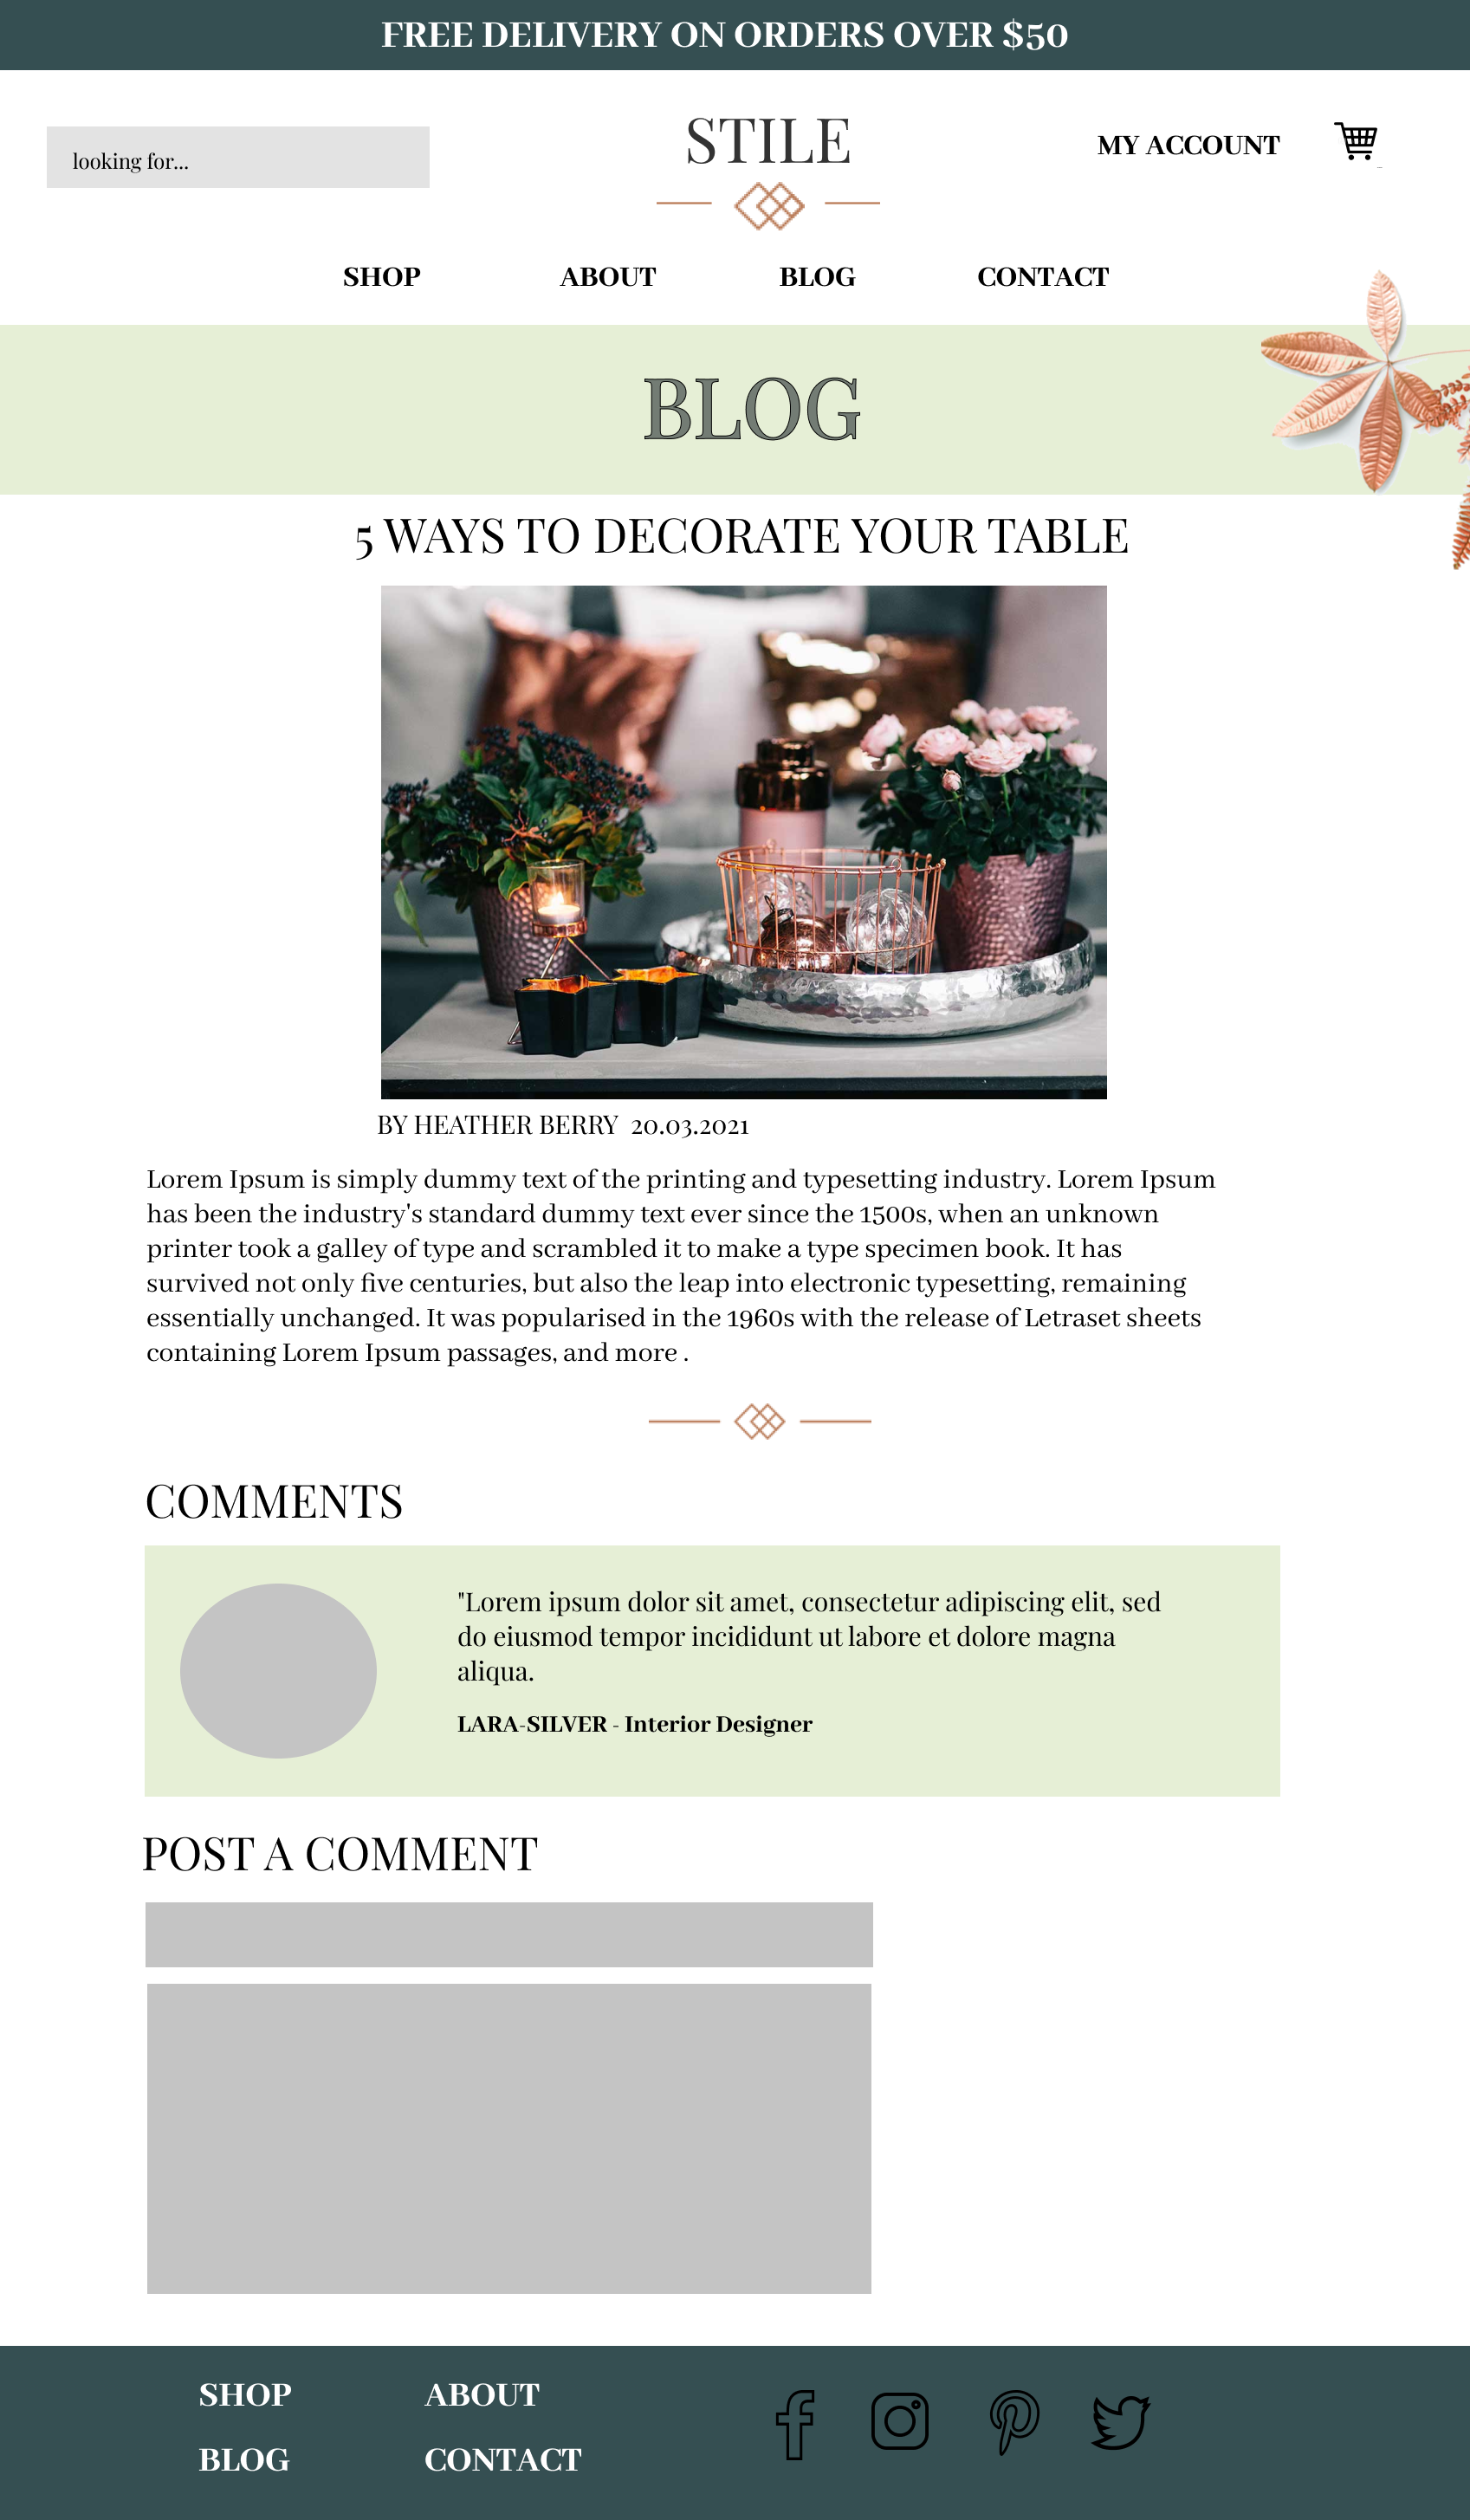 FREE DELIVERY ON ORDERS OVER $50
looking for...
STILE
MY ACCOUNT
SHOP ABOUT BLOG CONTACT
BLOG
5 WAYS TO DECORATE YOUR TABLE
BY HEATHER BERRY 20.03.2021
Lorem Ipsum is simply dummy text of the printing and typesetting industry. Lorem Ipsum
has been the industry's standard dummy text ever since the 1500s, when an unknown
printer took a galley of type and scrambled it to make a type specimen book. It has
survived not only five centuries, but also the leap into electronic typesetting, remaining
essentially unchanged. It was popularised in the 1960s with the release of Letraset sheets
containing Lorem Ipsum passages, and more .
COMMENTS
"Lorem ipsum dolor sit amet, consectetur adipiscing elit, sed
do eiusmod tempor incididunt ut labore et dolore magna
aliqua.
LARA-SILVER - Interior Designer
POST A COMMENT
SHOP ABOUT
BLOG CONTACT